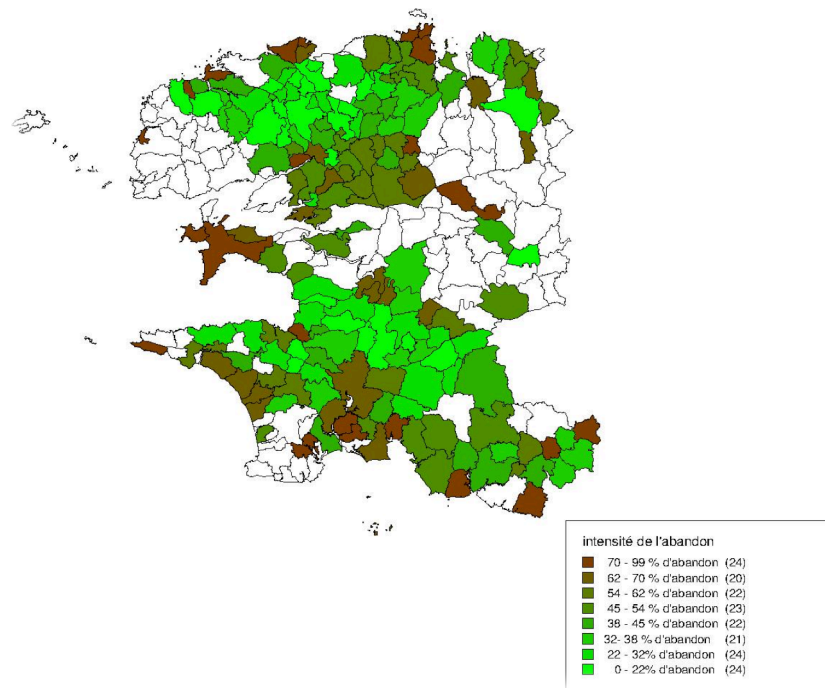 intensité de l'abandon
70 - 99 % d'abandon (24)
62 - 70 % d'abandon (20)
54 - 62 % d'abandon (22)
45 - 54 % d'abandon (23)
38 - 45 % d'abandon (22)
32- 38 % d'abandon (21)
22 - 32% d'abandon (24)
0 - 22% d'abandon (24)